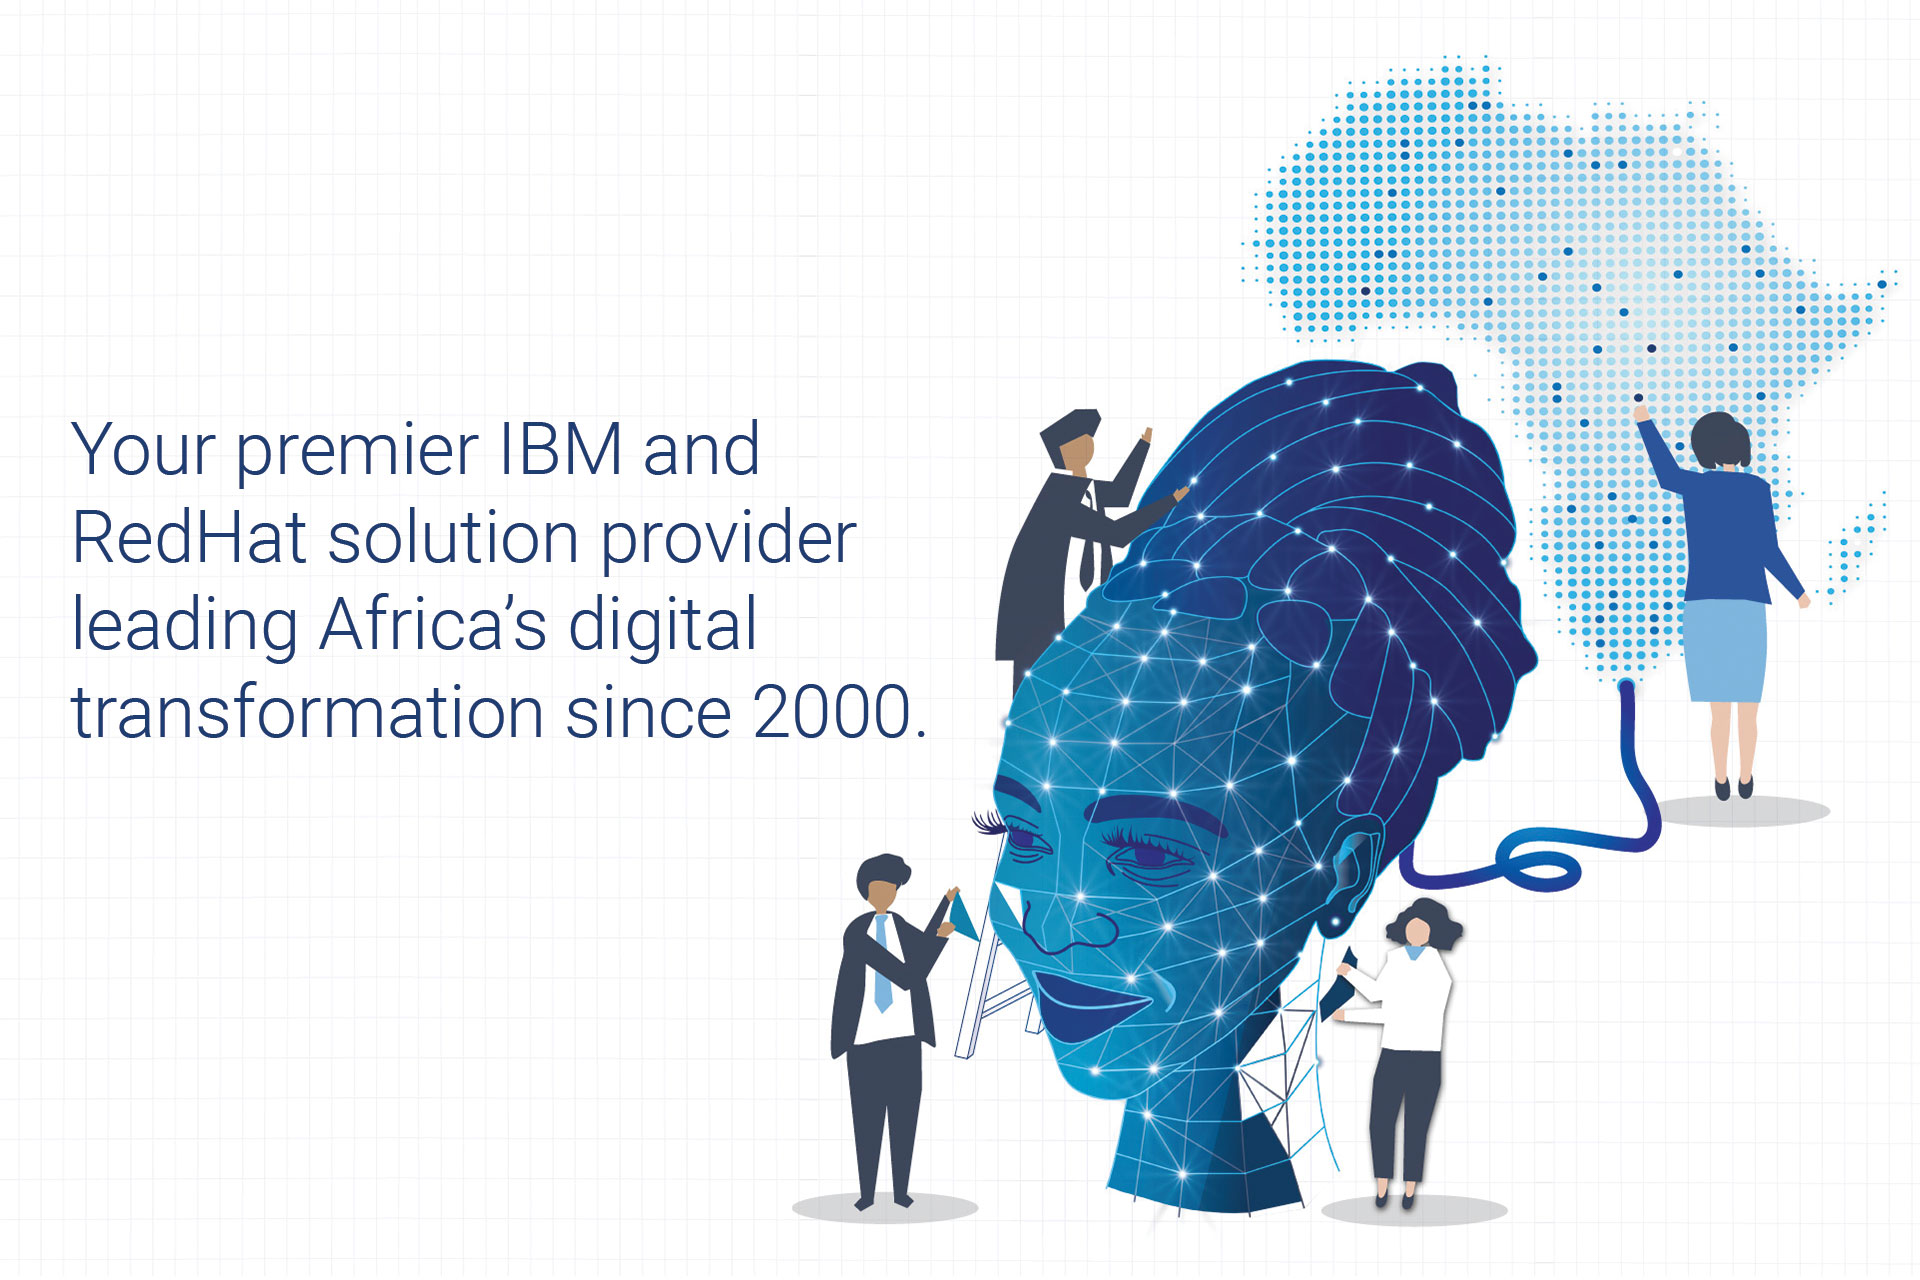 Your premier IBM and
RedHat solution provider
leading Africa’s digital
transformation since 2000.